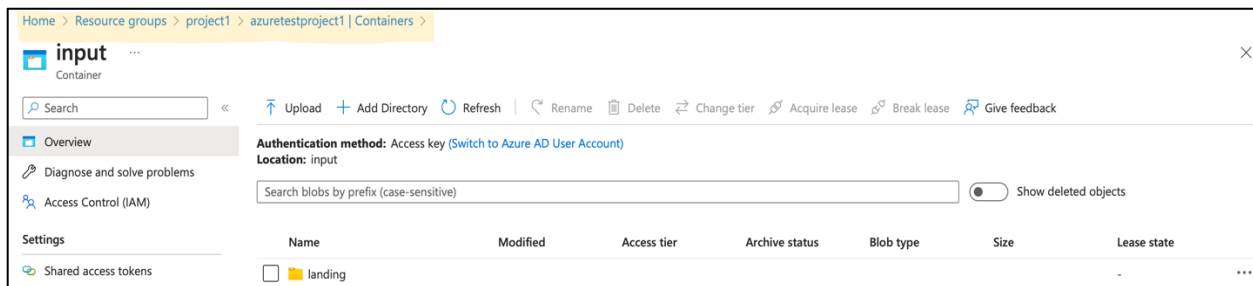 Home > Resource groups > project1 > azuretestproject1 | Containers >
input ...
Container
Search «
Upload Add Directory Refresh Rename Delete Change tier Acquire lease Break lease Give feedback
Overview
Authentication method: Access key (Switch to Azure AD User Account)
Location: input
Diagnose and solve problems
Access Control (IAM)
Search blobs by prefix (case-sensitive) Show deleted objects
Settings
Name Modified Access tier Archive status Blob type Size Lease state
Shared access tokens
landing - ...